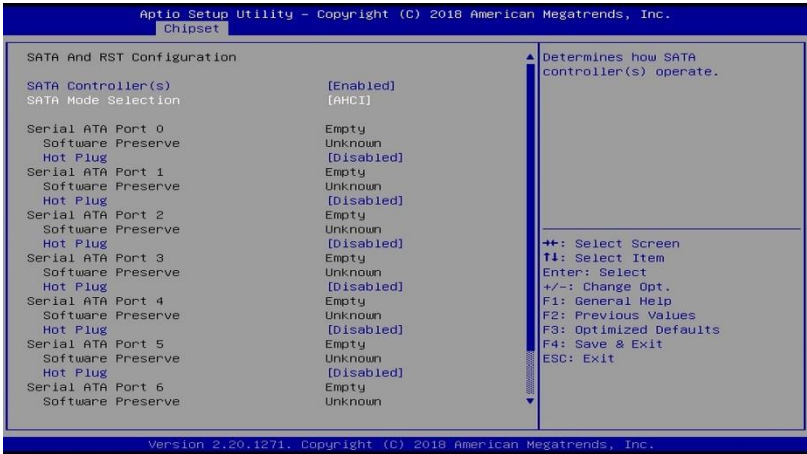 Aptio Setup Utility – Copyright (C) 2018 American Megatrends, Inc.
Chipset
SATA And RST Configuration
SATA Controller(s) [Enabled]
SATA Mode Selection [AHCI]
Serial ATA Port 0 Empty
Software Preserve Unknown
Hot Plug [Disabled]
Serial ATA Port 1 Empty
Software Preserve Unknown
Hot Plug [Disabled]
Serial ATA Port 2 Empty
Software Preserve Unknown
Hot Plug [Disabled]
Serial ATA Port 3 Empty
Software Preserve Unknown
Hot Plug [Disabled]
Serial ATA Port 4 Empty
Software Preserve Unknown
Hot Plug [Disabled]
Serial ATA Port 5 Empty
Software Preserve Unknown
Hot Plug [Disabled]
Serial ATA Port 6 Empty
Software Preserve Unknown
Determines how SATA
controller(s) operate.
→←: Select Screen
↑↓: Select Item
Enter: Select
+/-: Change Opt.
F1: General Help
F2: Previous Values
F3: Optimized Defaults
F4: Save & Exit
ESC: Exit
Version 2.20.1271. Copyright (C) 2018 American Megatrends, Inc.